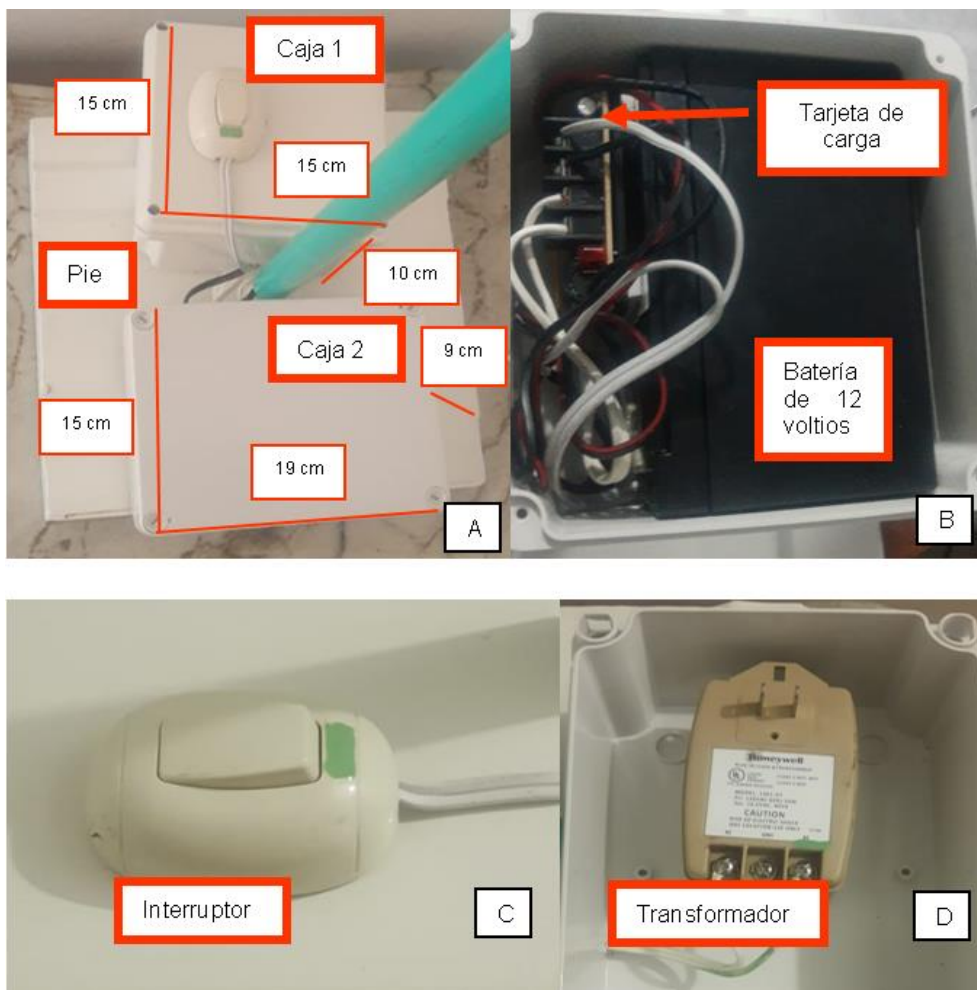 Caja 1
15 cm
15 cm
Pie
10 cm
Caja 2
9 cm
15 cm
19 cm
A
Tarjeta de
carga
Batería
de 12
voltios
B
Interruptor
C
Honeywell
CAUTION
Transformador
D